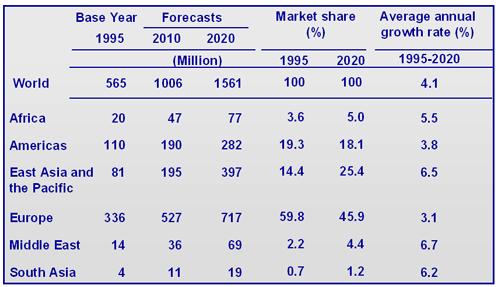 Base Year Forecasts Market share Average annual
1995 2010 2020 (%) growth rate (%)
(Million) 1995 2020 1995-2020
World 565 1006 1561 100 100 4.1
Africa 20 47 77 3.6 5.0 5.5
Americas 110 190 282 19.3 18.1 3.8
East Asia and 81 195 397 14.4 25.4 6.5
the Pacific
Europe 336 527 717 59.8 45.9 3.1
Middle East 14 36 69 2.2 4.4 6.7
South Asia 4 11 19 0.7 1.2 6.2